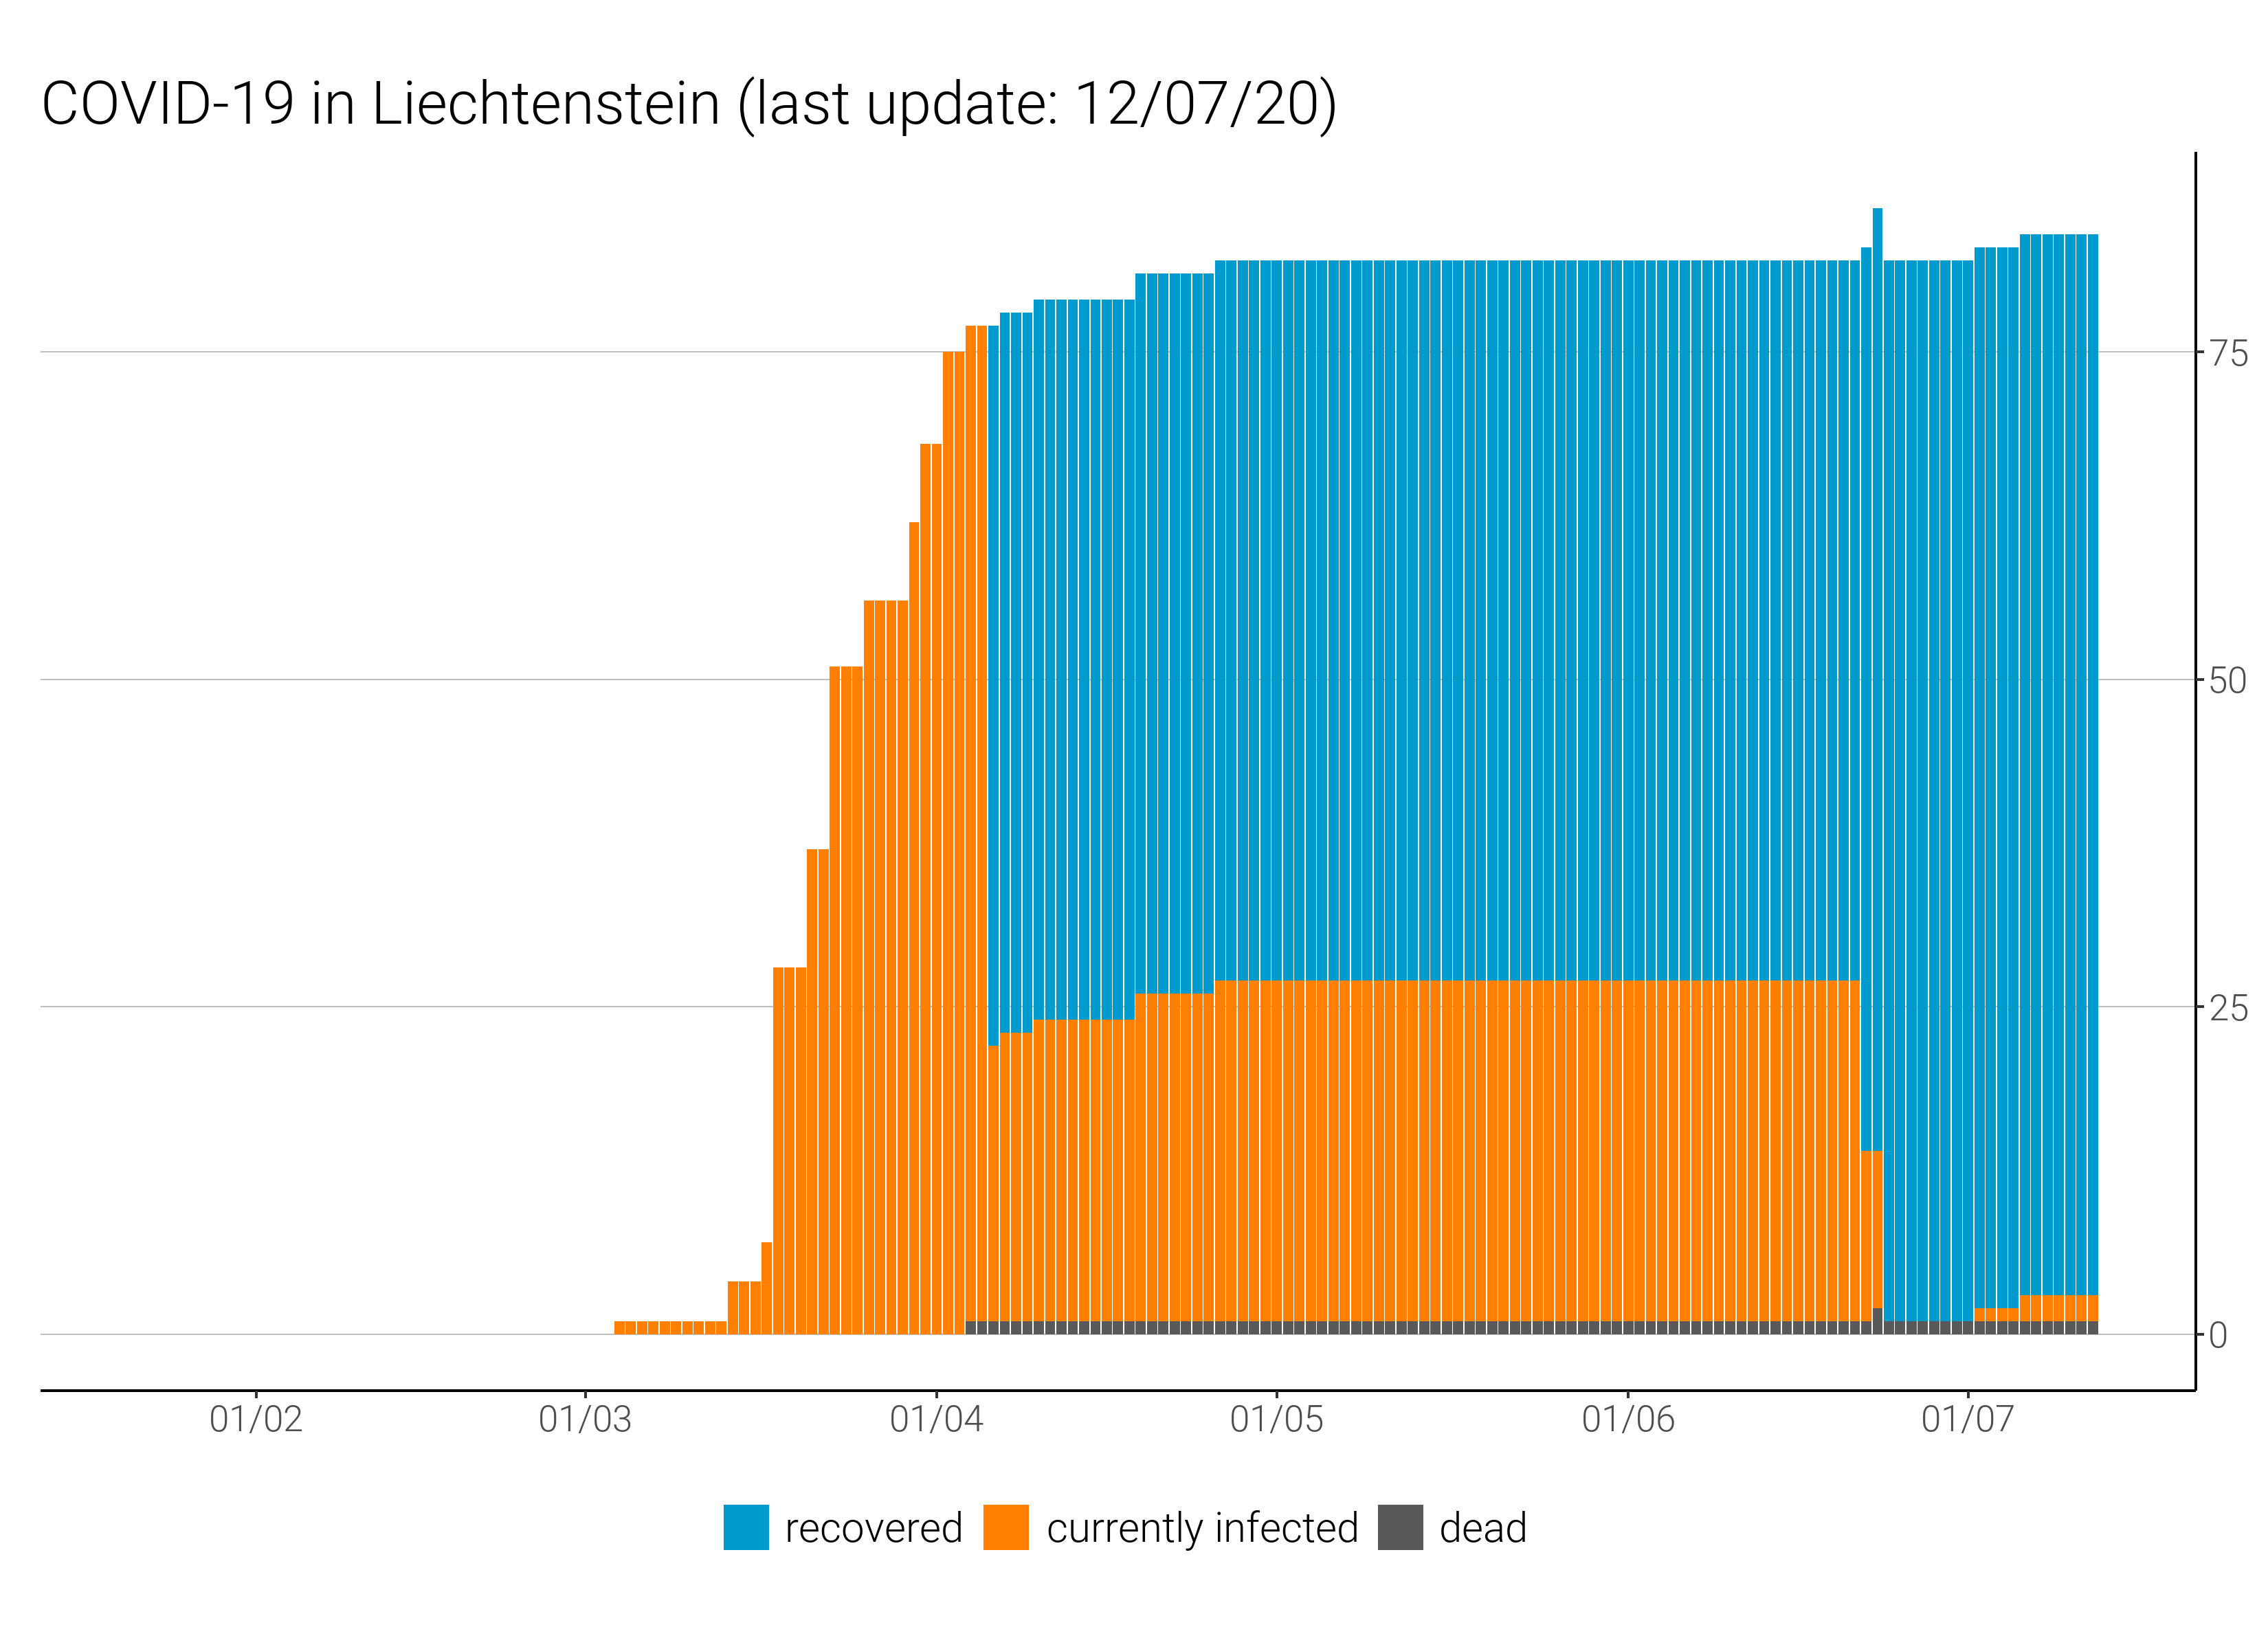 COVID-19 in Liechtenstein (last update: 12/07/20)
75
50
25
0
01/02 01/03 01/04 01/05 01/06 01/07
recovered currently infected dead